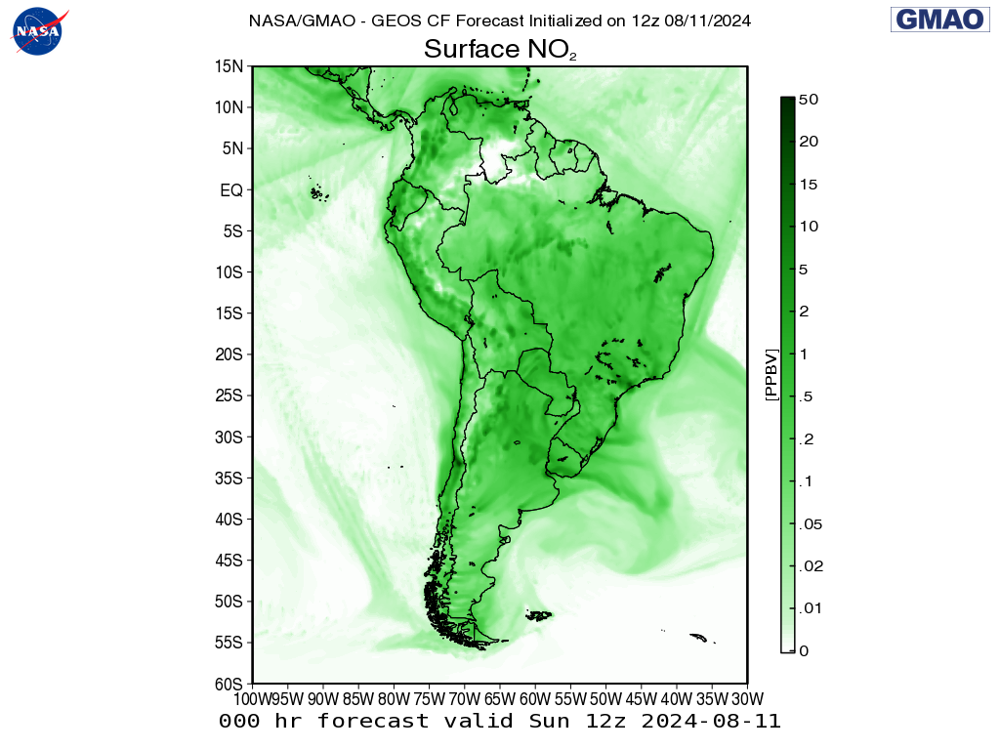 NASA
NASA/GMAO - GEOS CF Forecast Initialized on 12z 08/11/2024
GMAO
Surface NO₂
15N
10N
5N
EQ
5S
10S
15S
20S
25S
30S
35S
40S
45S
50S
55S
60S
100W 95W 90W 85W 80W 75W 70W 65W 60W 55W 50W 45W 40W 35W 30W
50
20
15
10
5
2
1
.5
.2
.1
.05
.02
.01
0
[PPBV]
000 hr forecast valid Sun 12z 2024-08-11